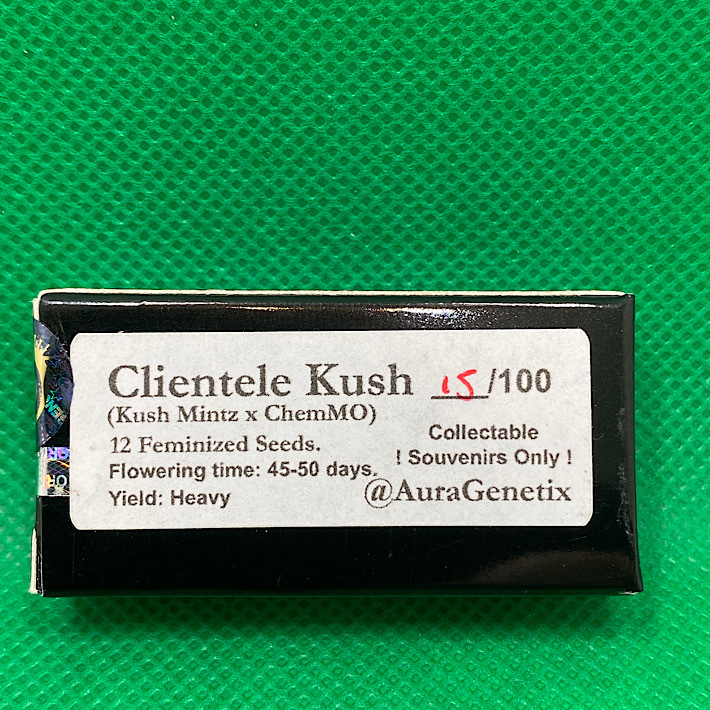 Clientele Kush 15/100
(Kush Mintz x ChemMO)
12 Feminized Seeds.
Collectable
Flowering time: 45-50 days.
! Souvenirs Only !
Yield: Heavy
@AuraGenetix